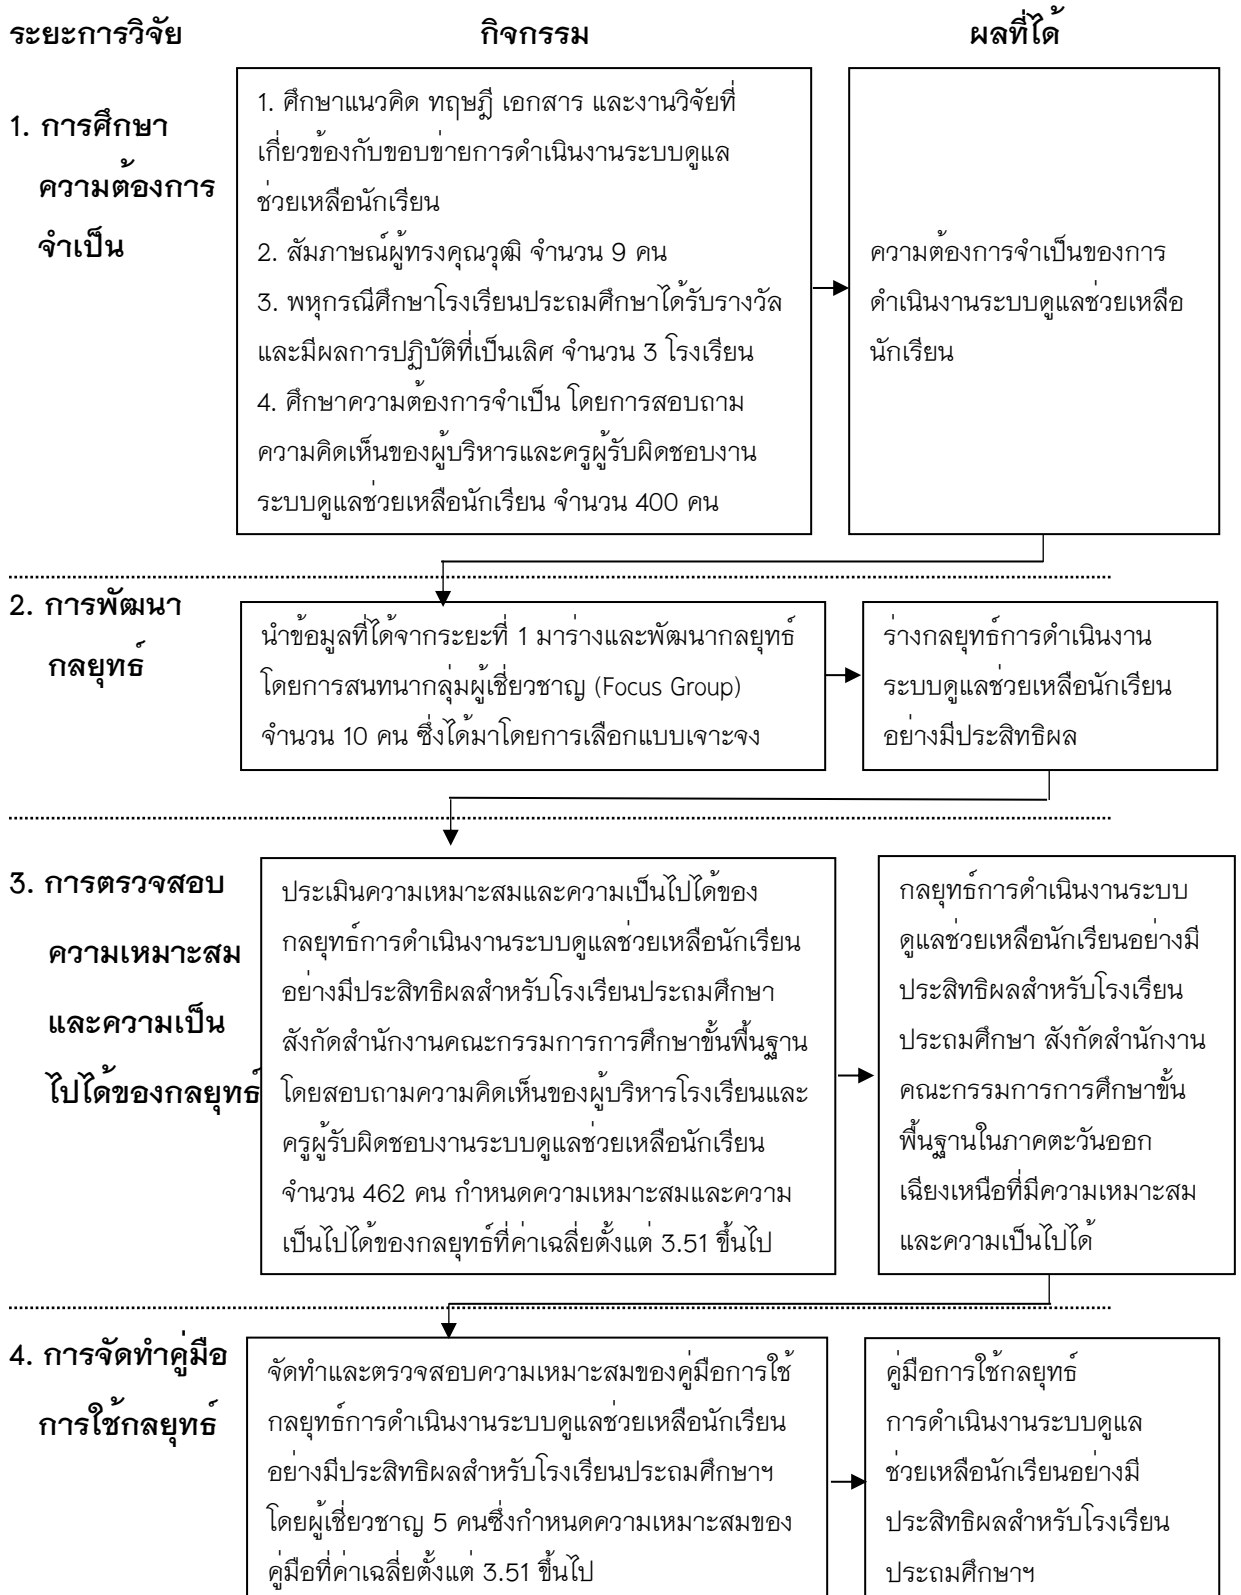 ระยะการวิจัย
กิจกรรม
ผลที่ได้
1. การศึกษา
ความต้องการ
จำเป็น
1. ศึกษาแนวคิด ทฤษฎี เอกสาร และงานวิจัยที่
เกี่ยวข้องกับขอบข่ายการดำเนินงานระบบดูแล
ช่วยเหลือนักเรียน
2. สัมภาษณ์ผู้ทรงคุณวุฒิ จำนวน 9 คน
3. พหุกรณีศึกษาโรงเรียนประถมศึกษาได้รับรางวัล
และมีผลการปฏิบัติที่เป็นเลิศ จำนวน 3 โรงเรียน
4. ศึกษาความต้องการจำเป็น โดยการสอบถาม
ความคิดเห็นของผู้บริหารและครูผู้รับผิดชอบงาน
ระบบดูแลช่วยเหลือนักเรียน จำนวน 400 คน
ความต้องการจำเป็นของการ
ดำเนินงานระบบดูแลช่วยเหลือ
นักเรียน
2. การพัฒนา
กลยุทธ์
นำข้อมูลที่ได้จากระยะที่ 1 มาร่างและพัฒนากลยุทธ์
โดยการสนทนากลุ่มผู้เชี่ยวชาญ (Focus Group)
จำนวน 10 คน ซึ่งได้มาโดยการเลือกแบบเจาะจง
ร่างกลยุทธ์การดำเนินงาน
ระบบดูแลช่วยเหลือนักเรียน
อย่างมีประสิทธิผล
3. การตรวจสอบ
ความเหมาะสม
และความเป็น
ไปได้ของกลยุทธ์
ประเมินความเหมาะสมและความเป็นไปได้ของ
กลยุทธ์การดำเนินงานระบบดูแลช่วยเหลือนักเรียน
อย่างมีประสิทธิผลสำหรับโรงเรียนประถมศึกษา
สังกัดสำนักงานคณะกรรมการการศึกษาขั้นพื้นฐาน
โดยสอบถามความคิดเห็นของผู้บริหารโรงเรียนและ
ครูผู้รับผิดชอบงานระบบดูแลช่วยเหลือนักเรียน
จำนวน 462 คน กำหนดความเหมาะสมและความ
เป็นไปได้ของกลยุทธ์ที่ค่าเฉลี่ยตั้งแต่ 3.51 ขึ้นไป
กลยุทธ์การดำเนินงานระบบ
ดูแลช่วยเหลือนักเรียนอย่างมี
ประสิทธิผลสำหรับโรงเรียน
ประถมศึกษา สังกัดสำนักงาน
คณะกรรมการการศึกษาขั้น
พื้นฐานในภาคตะวันออก
เฉียงเหนือที่มีความเหมาะสม
และความเป็นไปได้
4. การจัดทำคู่มือ
การใช้กลยุทธ์
จัดทำและตรวจสอบความเหมาะสมของคู่มือการใช้
กลยุทธ์การดำเนินงานระบบดูแลช่วยเหลือนักเรียน
อย่างมีประสิทธิผลสำหรับโรงเรียนประถมศึกษาฯ
โดยผู้เชี่ยวชาญ 5 คนซึ่งกำหนดความเหมาะสมของ
คู่มือที่ค่าเฉลี่ยตั้งแต่ 3.51 ขึ้นไป
คู่มือการใช้กลยุทธ์
การดำเนินงานระบบดูแล
ช่วยเหลือนักเรียนอย่างมี
ประสิทธิผลสำหรับโรงเรียน
ประถมศึกษาฯ